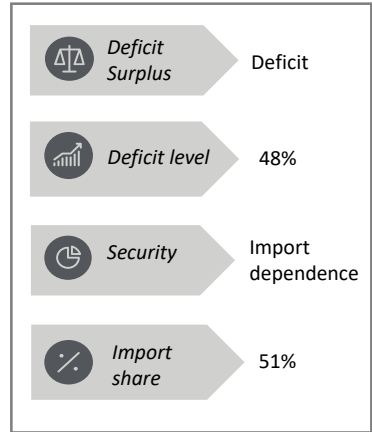 Deficit
Surplus
Deficit
Deficit level
48%
Security
Import
dependence
Import
share
51%